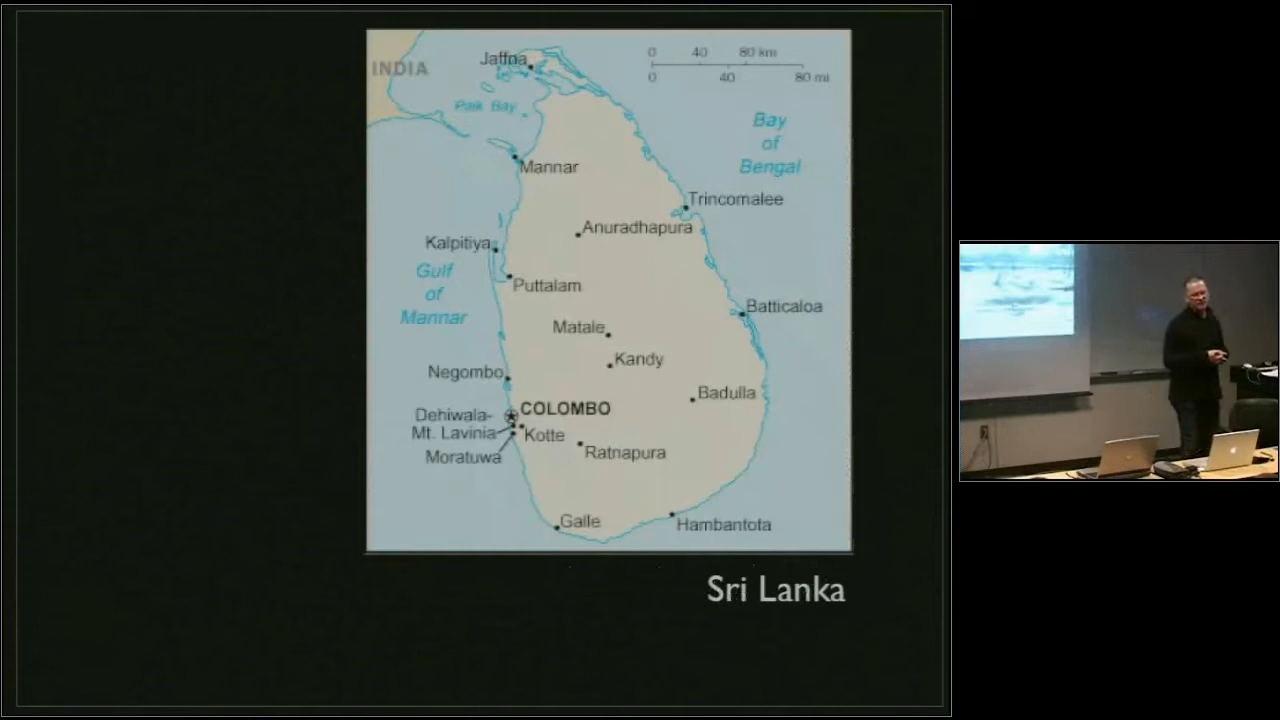 Jaffna
0 40 80 km
0 40 80 mi
INDIA
Palk Bay
Bay
of
Bengal
Mannar
Trincomalee
Anuradhapura
Kalpitiya
Gulf
of
Mannar
Puttalam
Batticaloa
Matale
Kandy
Negombo
Badulla
COLOMBO
Dehiwala-
Mt. Lavinia
Kotte
Moratuwa
Ratnapura
Galle
Hambantota
Sri Lanka